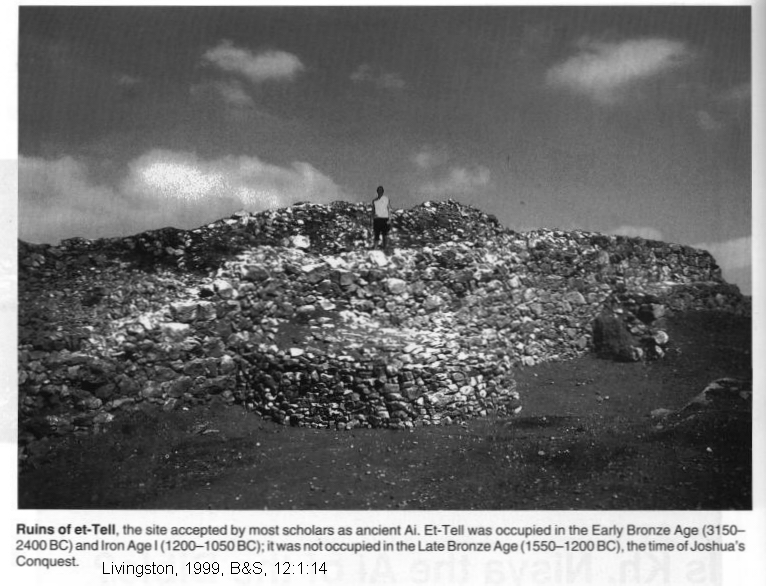 Ruins of et-Tell, the site accepted by most scholars as ancient Ai. Et-Tell was occupied in the Early Bronze Age (3150–
2400 BC) and Iron Age I (1200–1050 BC); it was not occupied in the Late Bronze Age (1550–1200 BC), the time of Joshua's
Conquest.
Livingston, 1999, B&S, 12:1:14